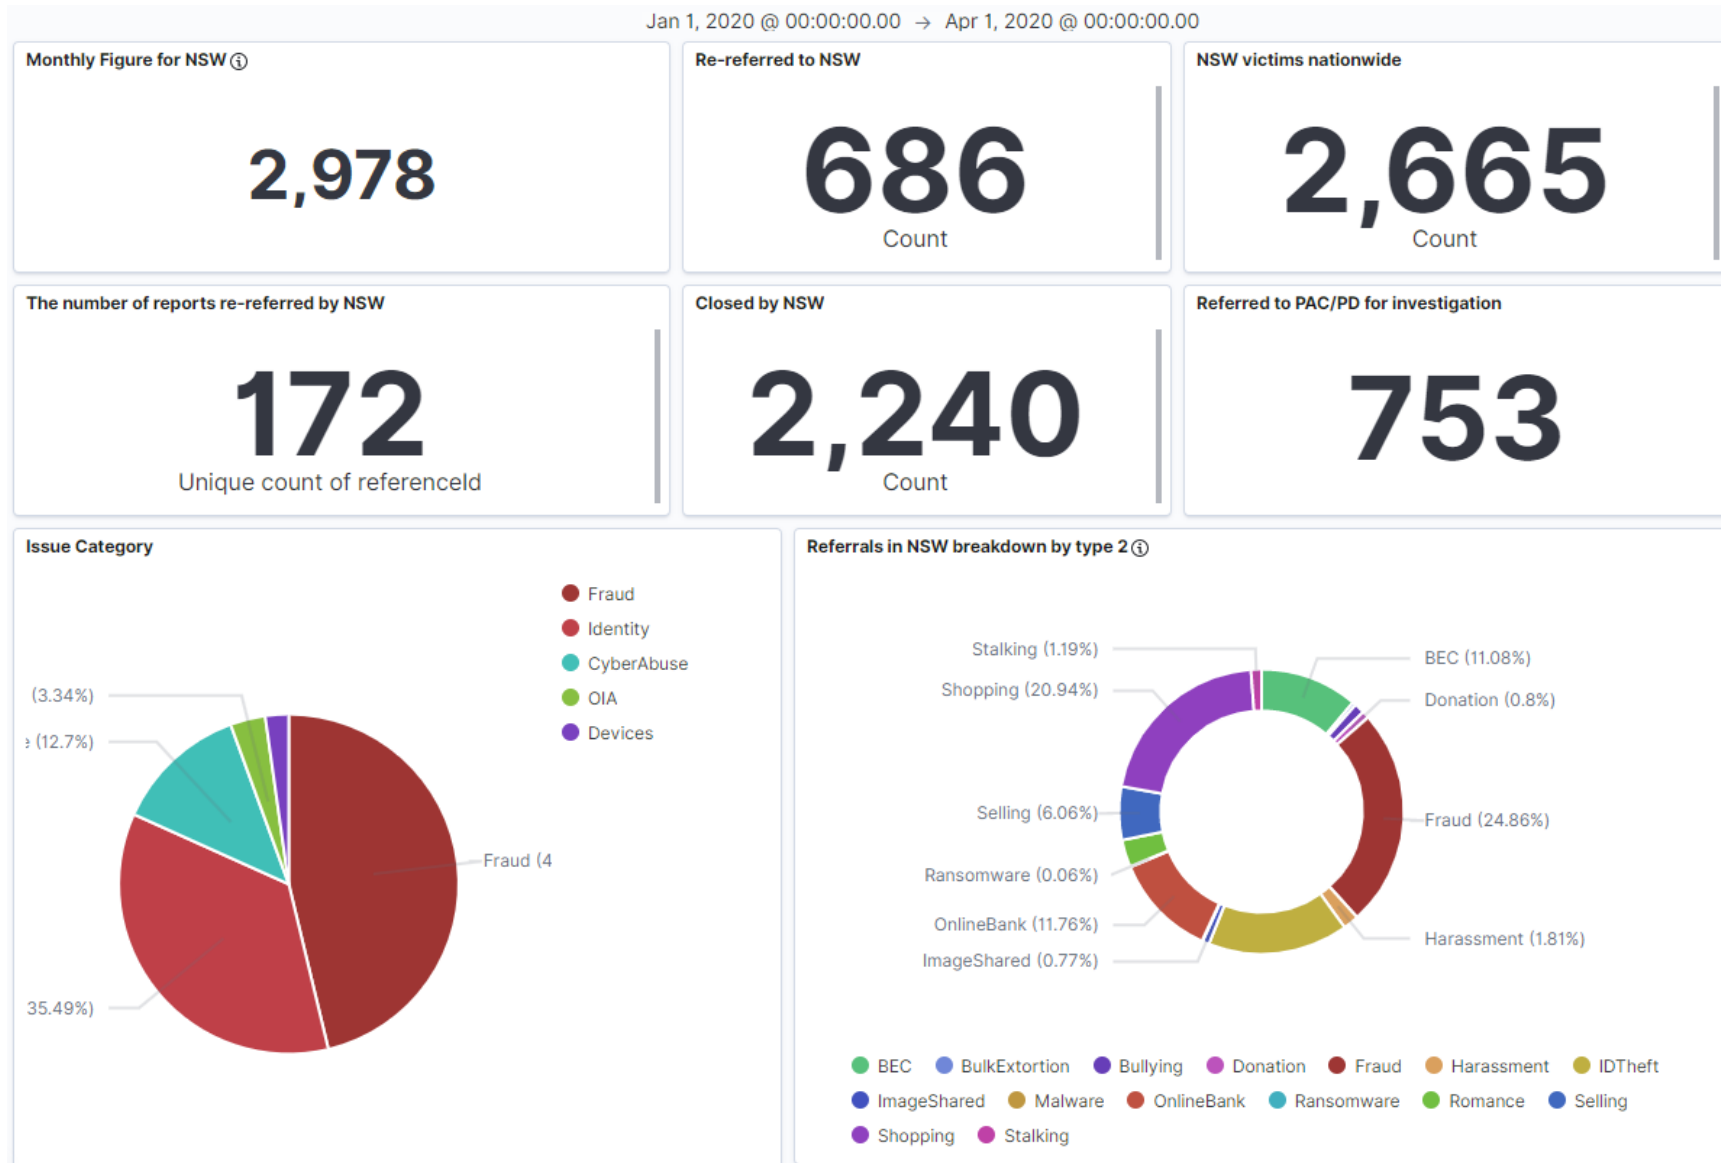 Jan 1, 2020 @ 00:00:00.00 → Apr 1, 2020 @ 00:00:00.00
Monthly Figure for NSW
2,978
Re-referred to NSW
686
Count
NSW victims nationwide
2,665
Count
The number of reports re-referred by NSW
172
Unique count of referenceId
Closed by NSW
2,240
Count
Referred to PAC/PD for investigation
753
Issue Category
Fraud
Identity
CyberAbuse
OIA
Devices
(3.34%)
(12.7%)
Fraud (4
35.49%)
Referrals in NSW breakdown by type 2
Stalking (1.19%)
BEC (11.08%)
Shopping (20.94%)
Donation (0.8%)
Selling (6.06%)
Fraud (24.86%)
Ransomware (0.06%)
OnlineBank (11.76%)
Harassment (1.81%)
ImageShared (0.77%)
BEC BulkExtortion Bullying Donation Fraud Harassment IDTheft
ImageShared Malware OnlineBank Ransomware Romance Selling
Shopping Stalking